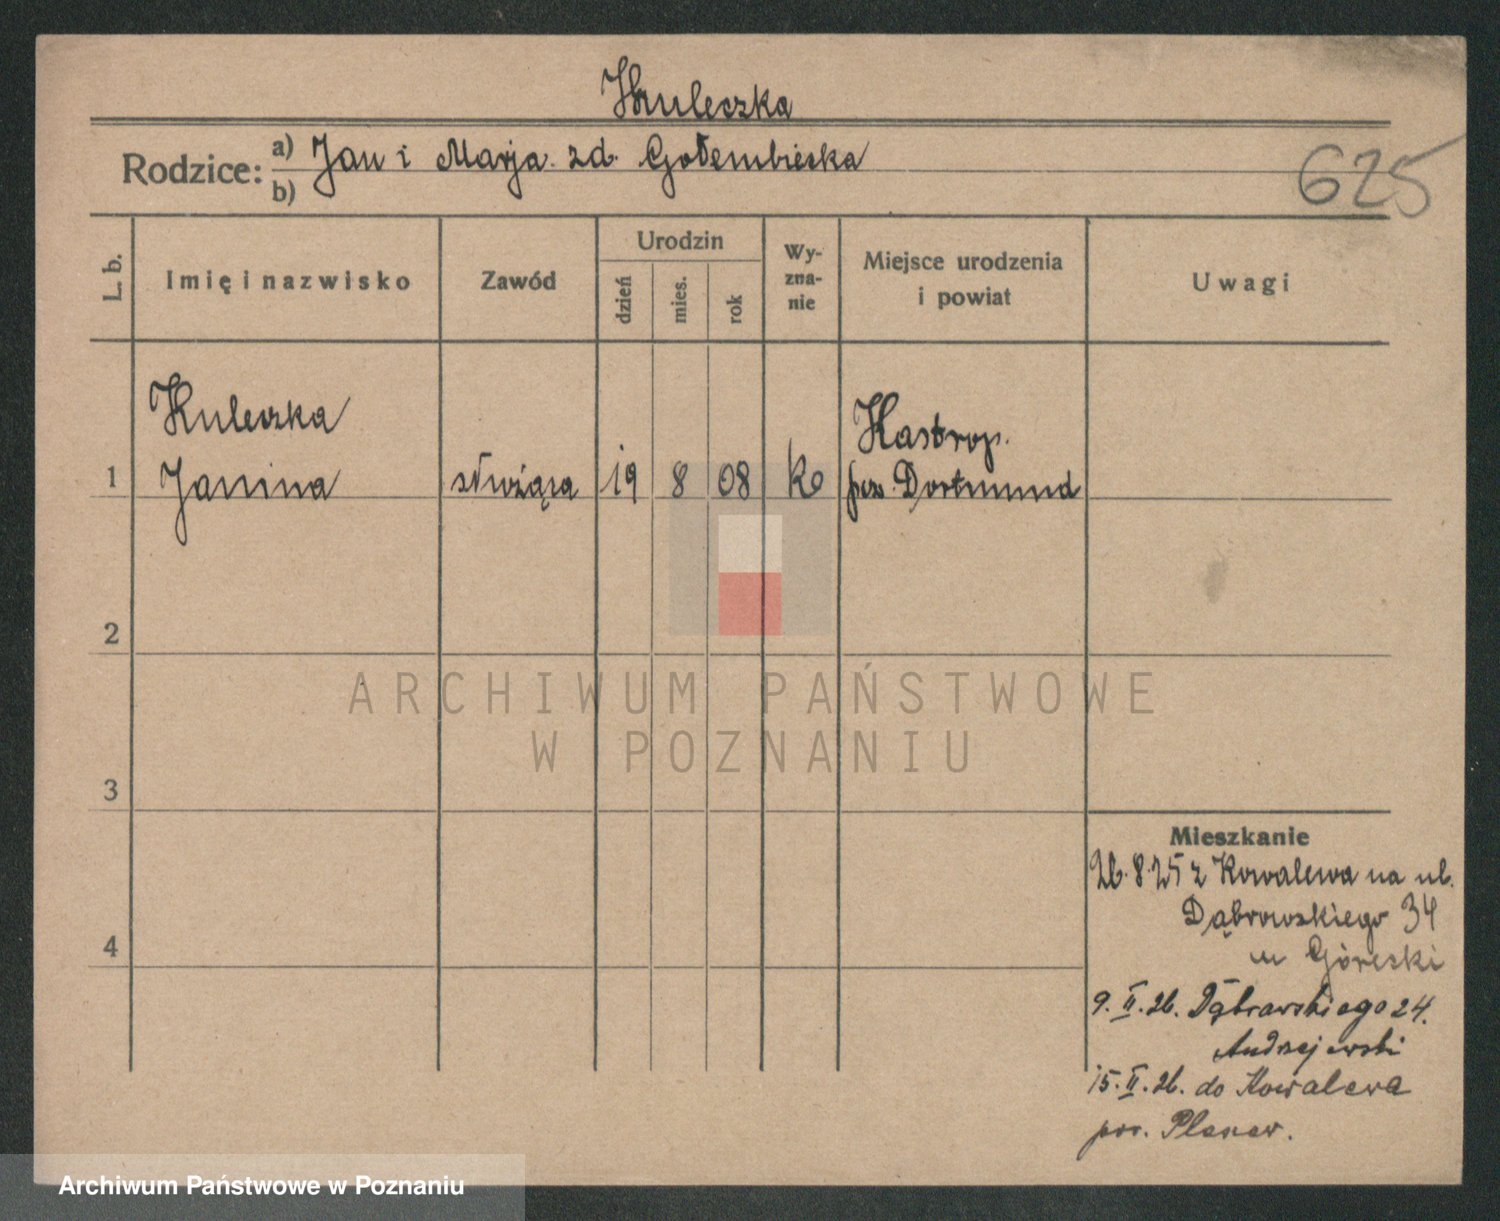 Kuleczka
Rodzice: a) Jan i Marja zd. Gołembieska
b)
625
L. b.
Imię i nazwisko
Zawód
Urodzin
dzień
mies.
rok
Wy-
zna-
nie
Miejsce urodzenia
i powiat
Uwagi
Kuleczka
1 Janina służąca 19 8 08 k
Kastrop.
pow. Dortmund
2
3
4
Mieszkanie
26.8.25 z Kowalewa na ul.
Dąbrowskiego 34
u Górecki
9.II.26. Dąbrowskiego 24.
Andrzejewski
15.II.26. do Kowalewa
pow.
ARCHIWUM PAŃSTWOWE
W POZNANIU
Archiwum Państwowe w Poznaniu